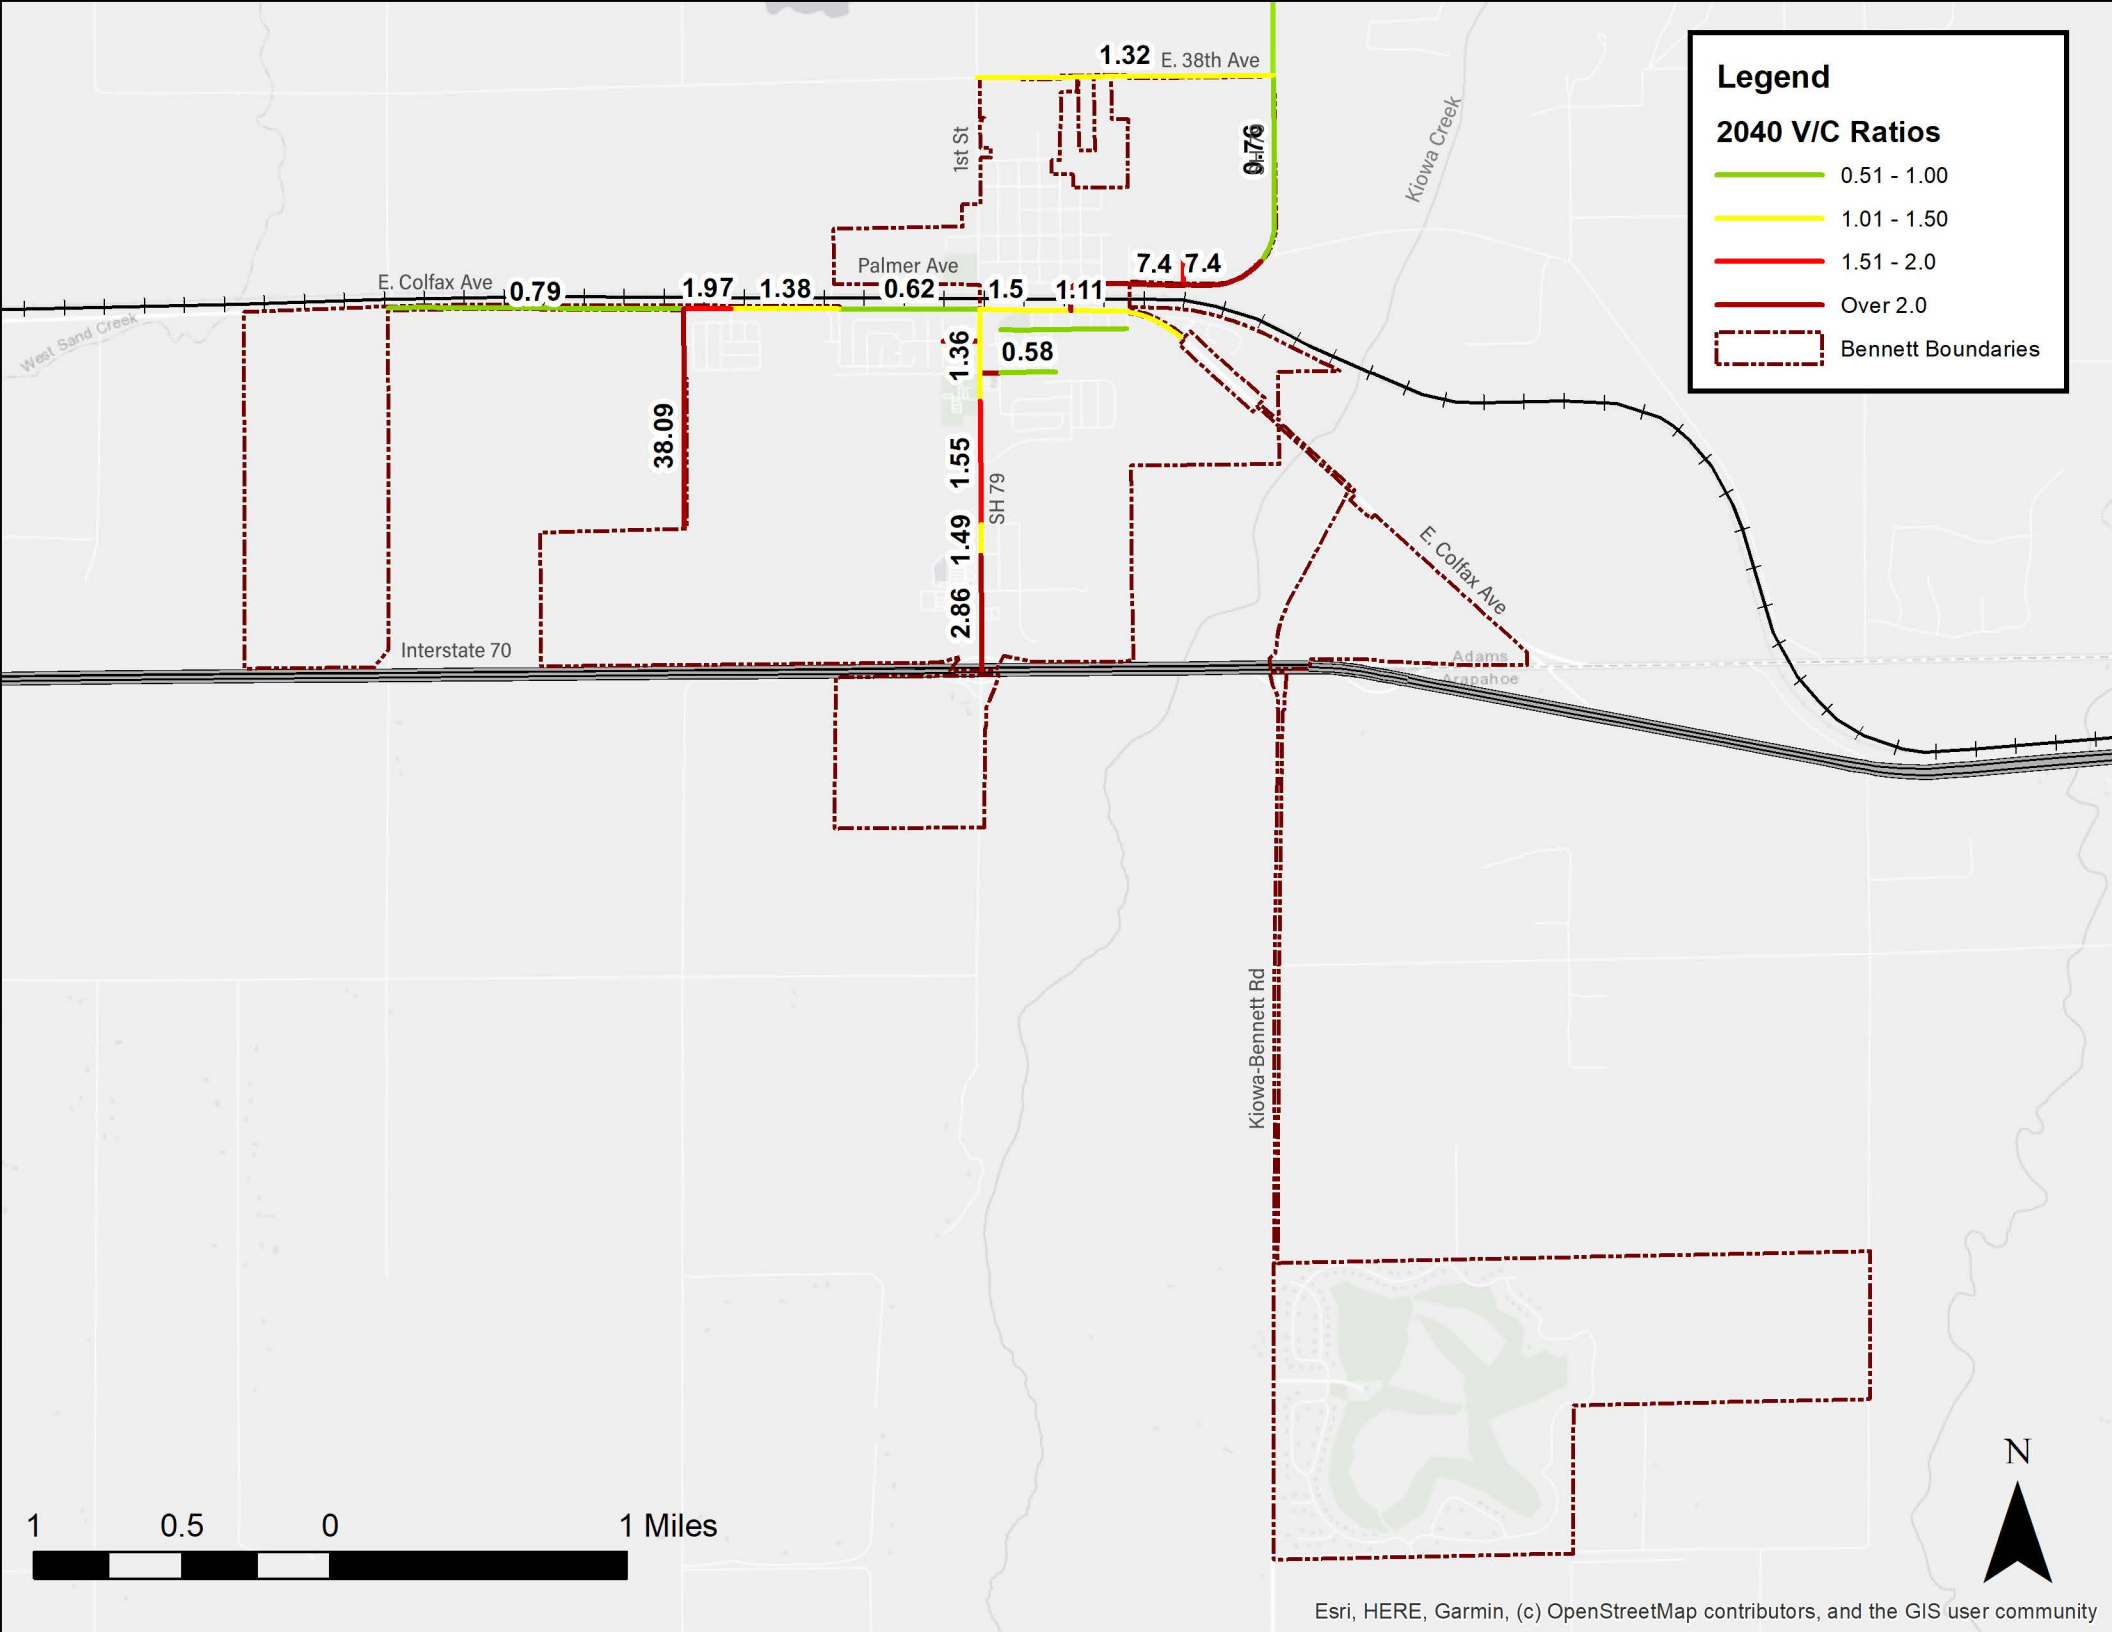 1.32
E. 38th Ave
Legend
2040 V/C Ratios
0.51 - 1.00
1.01 - 1.50
1.51 - 2.0
Over 2.0
Bennett Boundaries
1st St
0.76
Kiowa Creek
E. Colfax Ave
Palmer Ave
7.4
7.4
0.79
1.97
1.38
0.62
1.5
1.11
West Sand Creek
1.36
0.58
38.09
1.55
SH 79
1.49
2.86
E. Colfax Ave
Interstate 70
Adams
Arapahoe
Kiowa-Bennett Rd
N
1
0.5
0
1 Miles
Esri, HERE, Garmin, (c) OpenStreetMap contributors, and the GIS user community